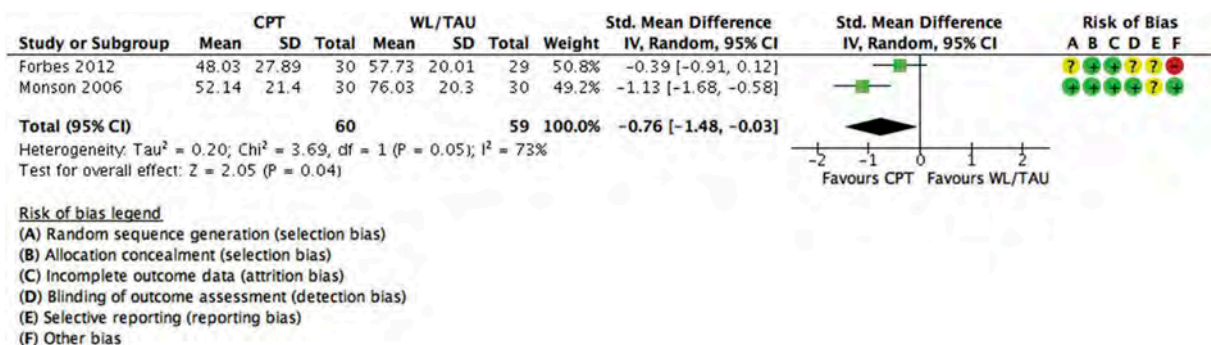 CPT WL/TAU Std. Mean Difference Std. Mean Difference Risk of Bias
Study or Subgroup Mean SD Total Mean SD Total Weight IV, Random, 95% CI IV, Random, 95% CI A B C D E F
Forbes 2012 48.03 27.89 30 57.73 20.01 29 50.8% −0.39 [−0.91, 0.12] ? + + ? ? −
Monson 2006 52.14 21.4 30 76.03 20.3 30 49.2% −1.13 [−1.68, −0.58] + + + + ? +
Total (95% CI) 60 59 100.0% −0.76 [−1.48, −0.03]
Heterogeneity: Tau² = 0.20; Chi² = 3.69, df = 1 (P = 0.05); I² = 73%
Test for overall effect: Z = 2.05 (P = 0.04)
−2 −1 0 1 2
Favours CPT Favours WL/TAU
Risk of bias legend
(A) Random sequence generation (selection bias)
(B) Allocation concealment (selection bias)
(C) Incomplete outcome data (attrition bias)
(D) Blinding of outcome assessment (detection bias)
(E) Selective reporting (reporting bias)
(F) Other bias